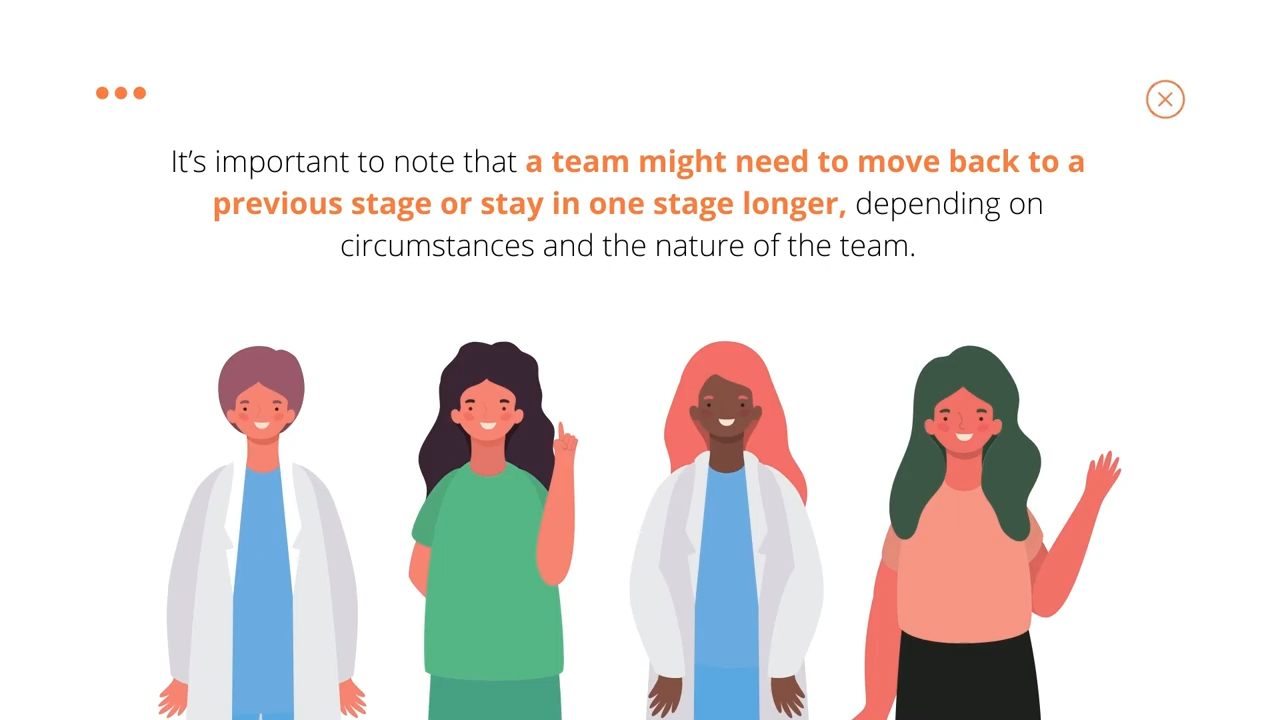 It’s important to note that a team might need to move back to a
previous stage or stay in one stage longer, depending on
circumstances and the nature of the team.